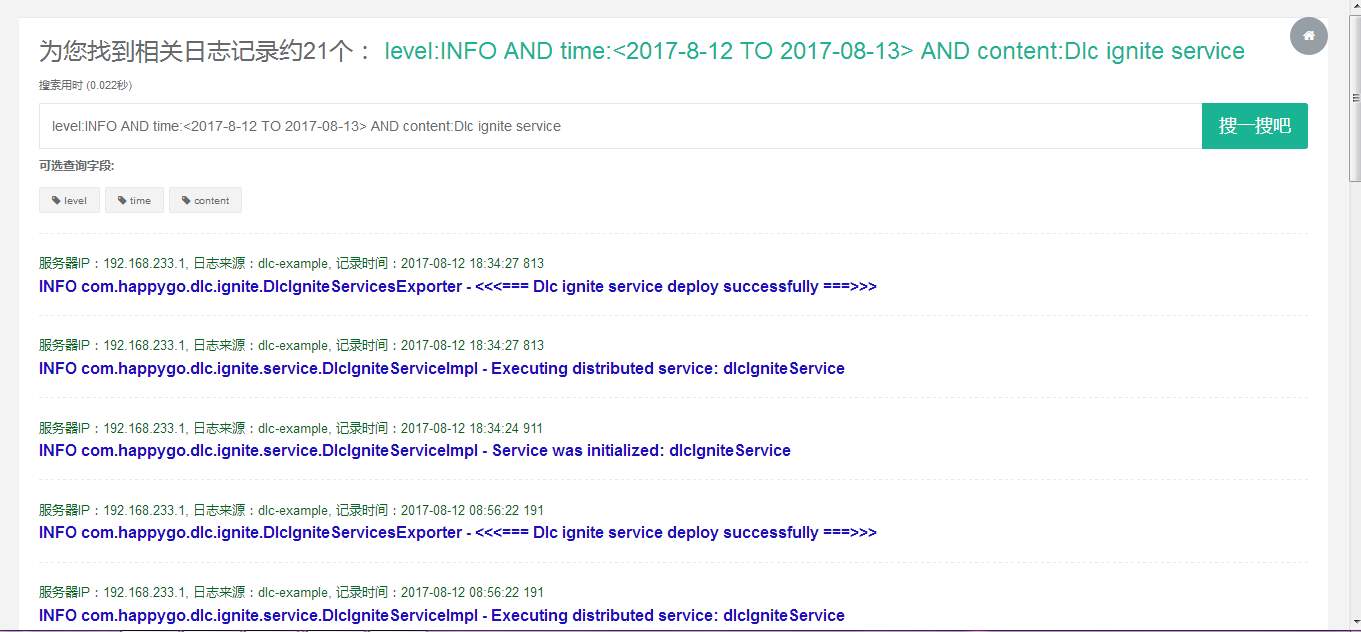 为您找到相关日志记录约21个： level:INFO AND time:<2017-8-12 TO 2017-08-13> AND content:Dlc ignite service
搜索用时 (0.022秒)
level:INFO AND time:<2017-8-12 TO 2017-08-13> AND content:Dlc ignite service
搜一搜吧
可选查询字段:
level time content
服务器IP：192.168.233.1, 日志来源：dlc-example, 记录时间：2017-08-12 18:34:27 813
INFO com.happygo.dlc.ignite.DlcIgniteServicesExporter - <<<=== Dlc ignite service deploy successfully ===>>>
服务器IP：192.168.233.1, 日志来源：dlc-example, 记录时间：2017-08-12 18:34:27 813
INFO com.happygo.dlc.ignite.service.DlcIgniteServiceImpl - Executing distributed service: dlcIgniteService
服务器IP：192.168.233.1, 日志来源：dlc-example, 记录时间：2017-08-12 18:34:24 911
INFO com.happygo.dlc.ignite.service.DlcIgniteServiceImpl - Service was initialized: dlcIgniteService
服务器IP：192.168.233.1, 日志来源：dlc-example, 记录时间：2017-08-12 08:56:22 191
INFO com.happygo.dlc.ignite.DlcIgniteServicesExporter - <<<=== Dlc ignite service deploy successfully ===>>>
服务器IP：192.168.233.1, 日志来源：dlc-example, 记录时间：2017-08-12 08:56:22 191
INFO com.happygo.dlc.ignite.service.DlcIgniteServiceImpl - Executing distributed service: dlcIgniteService